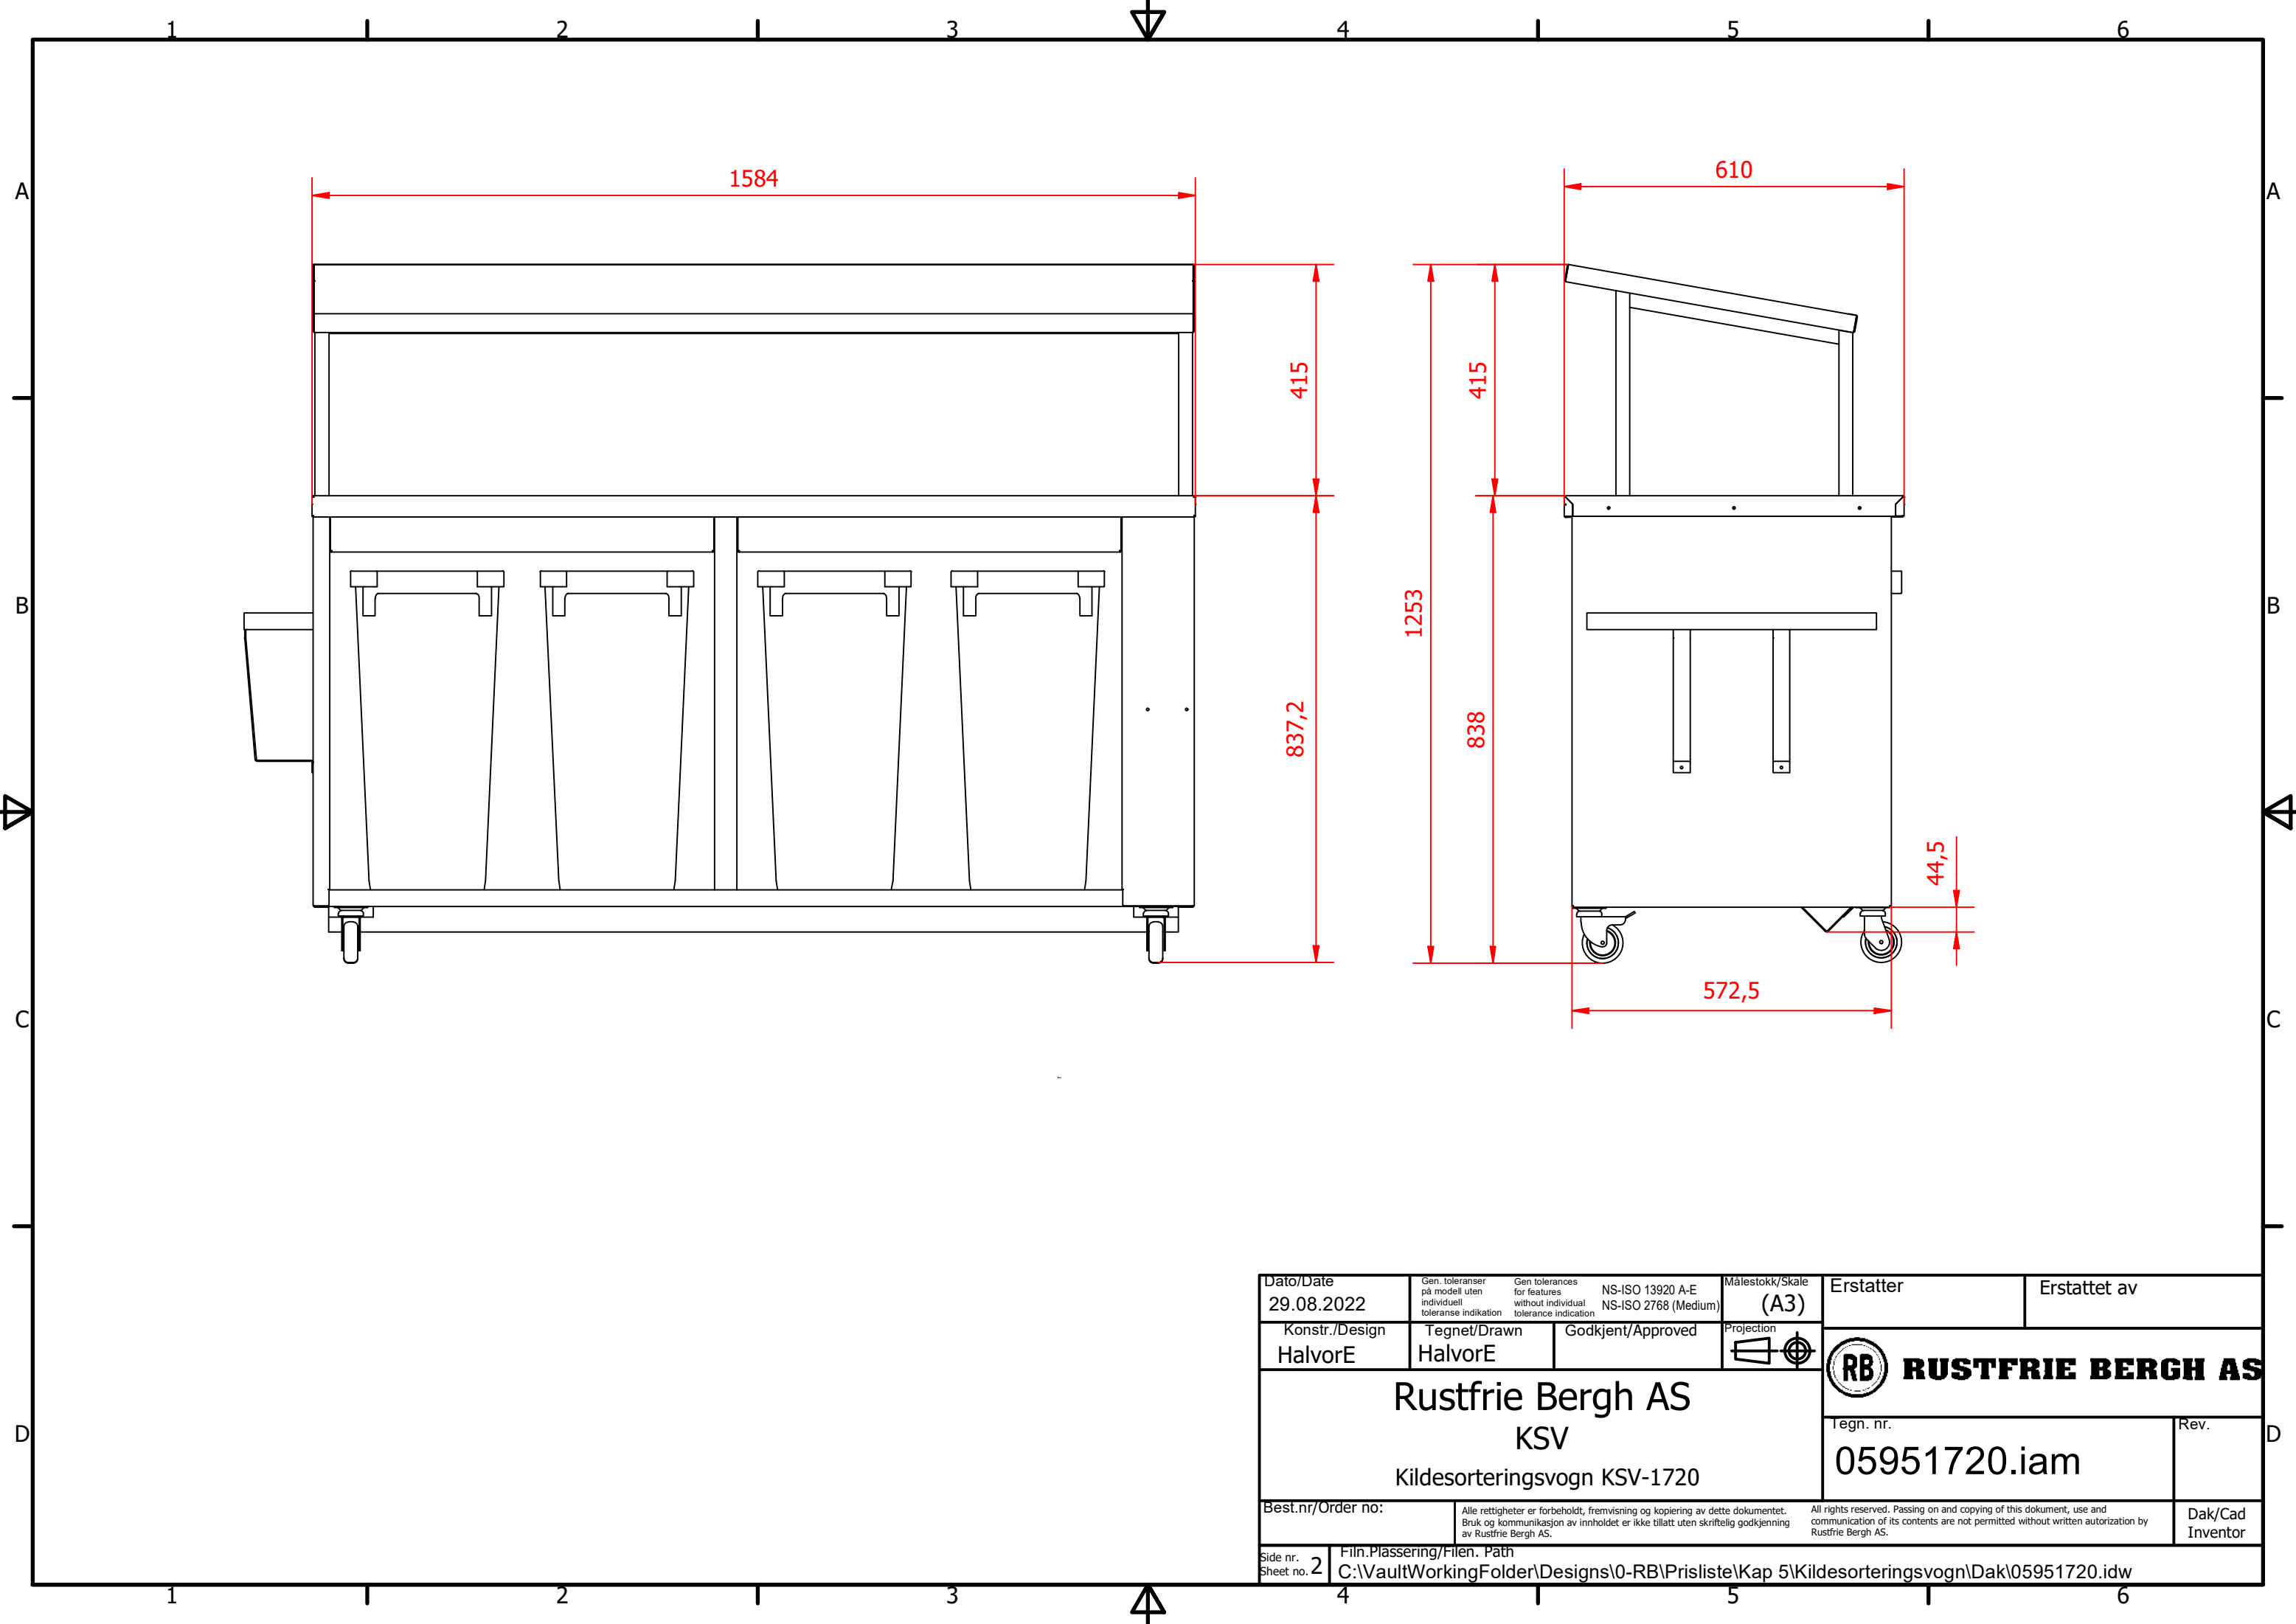 1 2 3 4 5 6
A A
B B
C C
D D
1584
610
415
415
1253
837,2
838
44,5
572,5
Dato/Date
29.08.2022
Gen. toleranser
på modell uten
individuell
toleranse indikation
Gen tolerances
for features
without individual
tolerance indication
NS-ISO 13920 A-E
NS-ISO 2768 (Medium)
Målestokk/Skale
(A3)
Erstatter
Erstattet av
Konstr./Design
HalvorE
Tegnet/Drawn
HalvorE
Godkjent/Approved
Projection
RB RUSTFRIE BERGH AS
Rustfrie Bergh AS
KSV
Kildesorteringsvogn KSV-1720
Tegn. nr.
05951720.iam
Rev.
Best.nr/Order no:
Alle rettigheter er forbeholdt, fremvisning og kopiering av dette dokumentet.
Bruk og kommunikasjon av innholdet er ikke tillatt uten skriftelig godkjenning
av Rustfrie Bergh AS.
All rights reserved. Passing on and copying of this dokument, use and
communication of its contents are not permitted without written autorization by
Rustfrie Bergh AS.
Dak/Cad
Inventor
Side nr.
Sheet no. 2
Filn.Plassering/Filen. Path
C:\VaultWorkingFolder\Designs\0-RB\Prisliste\Kap 5\Kildesorteringsvogn\Dak\05951720.idw
1 2 3 4 5 6